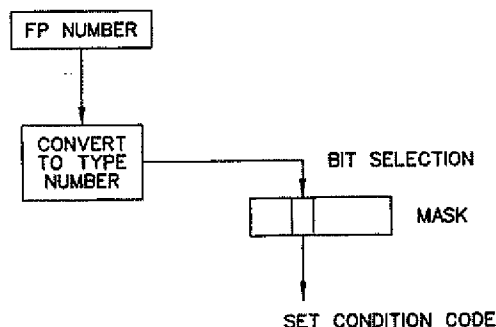 FP NUMBER
CONVERT
TO TYPE
NUMBER
BIT SELECTION
MASK
SET CONDITION CODE